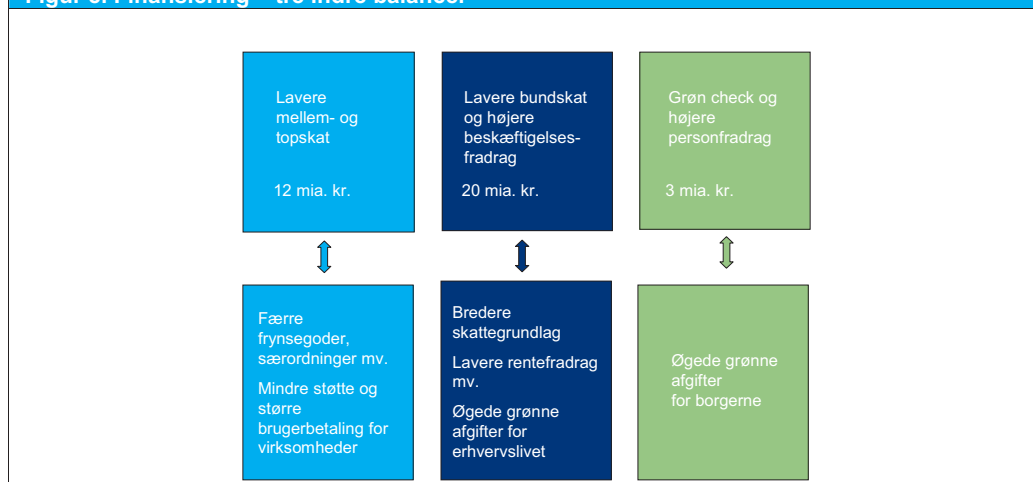 Lavere
mellem- og
topskat
12 mia. kr.
Lavere bundskat
og højere
beskæftigelses-
fradrag
20 mia. kr.
Grøn check og
højere
personfradrag
3 mia. kr.
Færre
frynsegoder,
særordninger mv.
Mindre støtte og
større
brugerbetaling for
virksomheder
Bredere
skattegrundlag
Lavere rentefradrag
mv.
Øgede grønne
afgifter for
erhvervslivet
Øgede grønne
afgifter
for borgerne